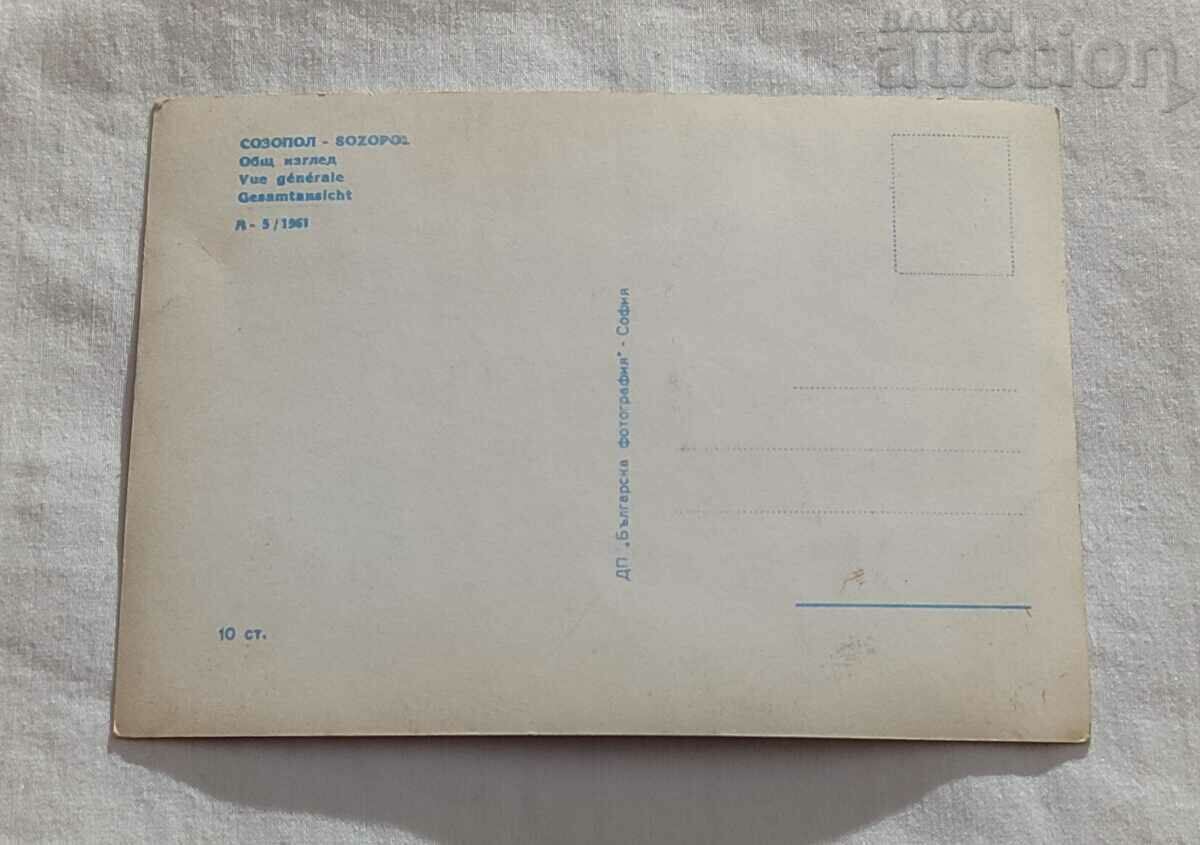 СОЗОПОЛ - SOZOPOL
Общ изглед
Vue générale
Gesamtansicht
А - 5/1961
ДП „Българска фотография" - София
10 ст.
BALKAN
auction